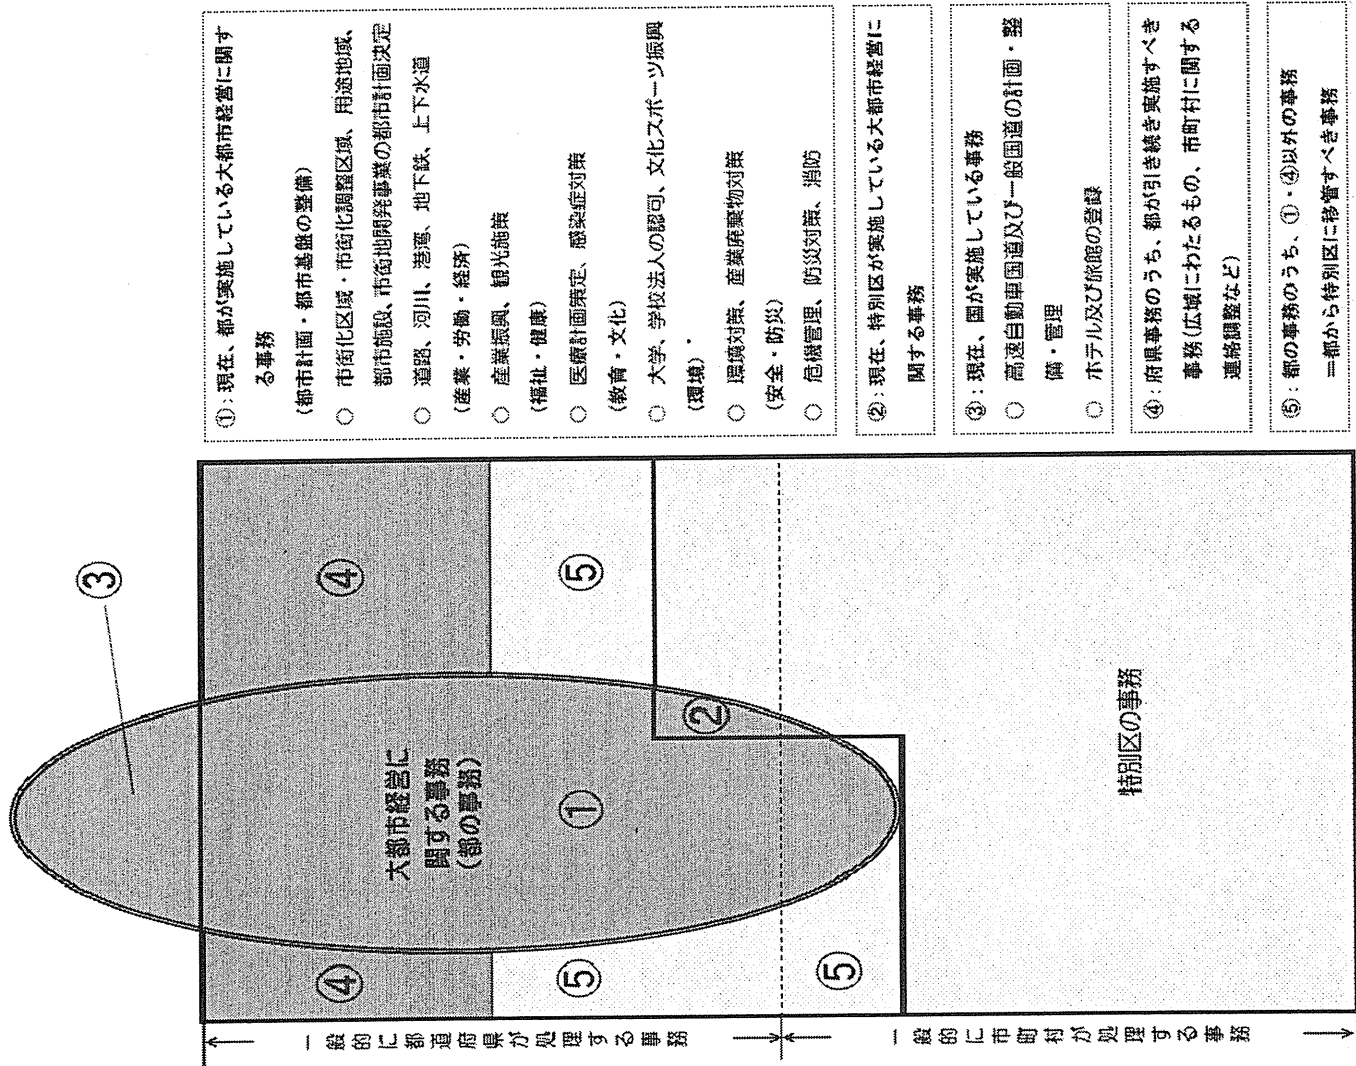 ③
④
④
大都市経営に
関する事務
(都の事務)
①
⑤
⑤
②
⑤
特別区の事務
一般的に都道府県が処理する事務
一般的に市町村が処理する事務
①:現在、都が実施している大都市経営に関す
る事務
(都市計画・都市基盤の整備)
○ 市街化区域・市街化調整区域、用途地域、
都市施設、市街地開発事業の都市計画決定
○ 道路、河川、港湾、地下鉄、上下水道
(産業・労働・経済)
○ 産業振興、観光施策
(福祉・健康)
○ 医療計画策定、感染症対策
(教育・文化)
○ 大学、学校法人の認可、文化スポーツ振興
(環境)
○ 環境対策、産業廃棄物対策
(安全・防災)
○ 危機管理、防災対策、消防
②:現在、特別区が実施している大都市経営に
関する事務
③:現在、国が実施している事務
○ 高速自動車国道及び一般国道の計画・整
備・管理
○ ホテル及び旅館の登録
④:府県事務のうち、都が引き続き実施すべき
事務(広域にわたるもの、市町村に関する
連絡調整など)
⑤:都の事務のうち、①・④以外の事務
=都から特別区に移管すべき事務